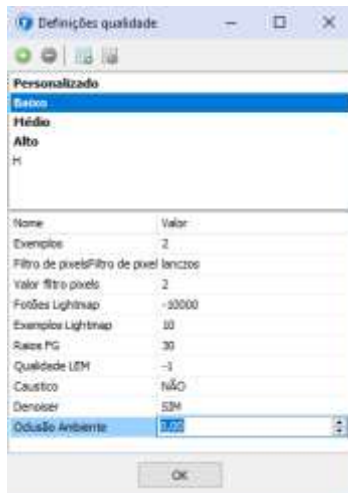 Definições qualidade
Personalizado
Baixo
Médio
Alto
H
Nome Valor
Exemplos 2
Filtro de pixelsFiltro de pixel lanczos
Valor filtro pixels 2
Fotões Lightmap -10000
Exemplos Lightmap 10
Raios FG 30
Qualidade LEM -1
Caustico NÃO
Denoiser SIM
Oclusão Ambiente 0,00
OK